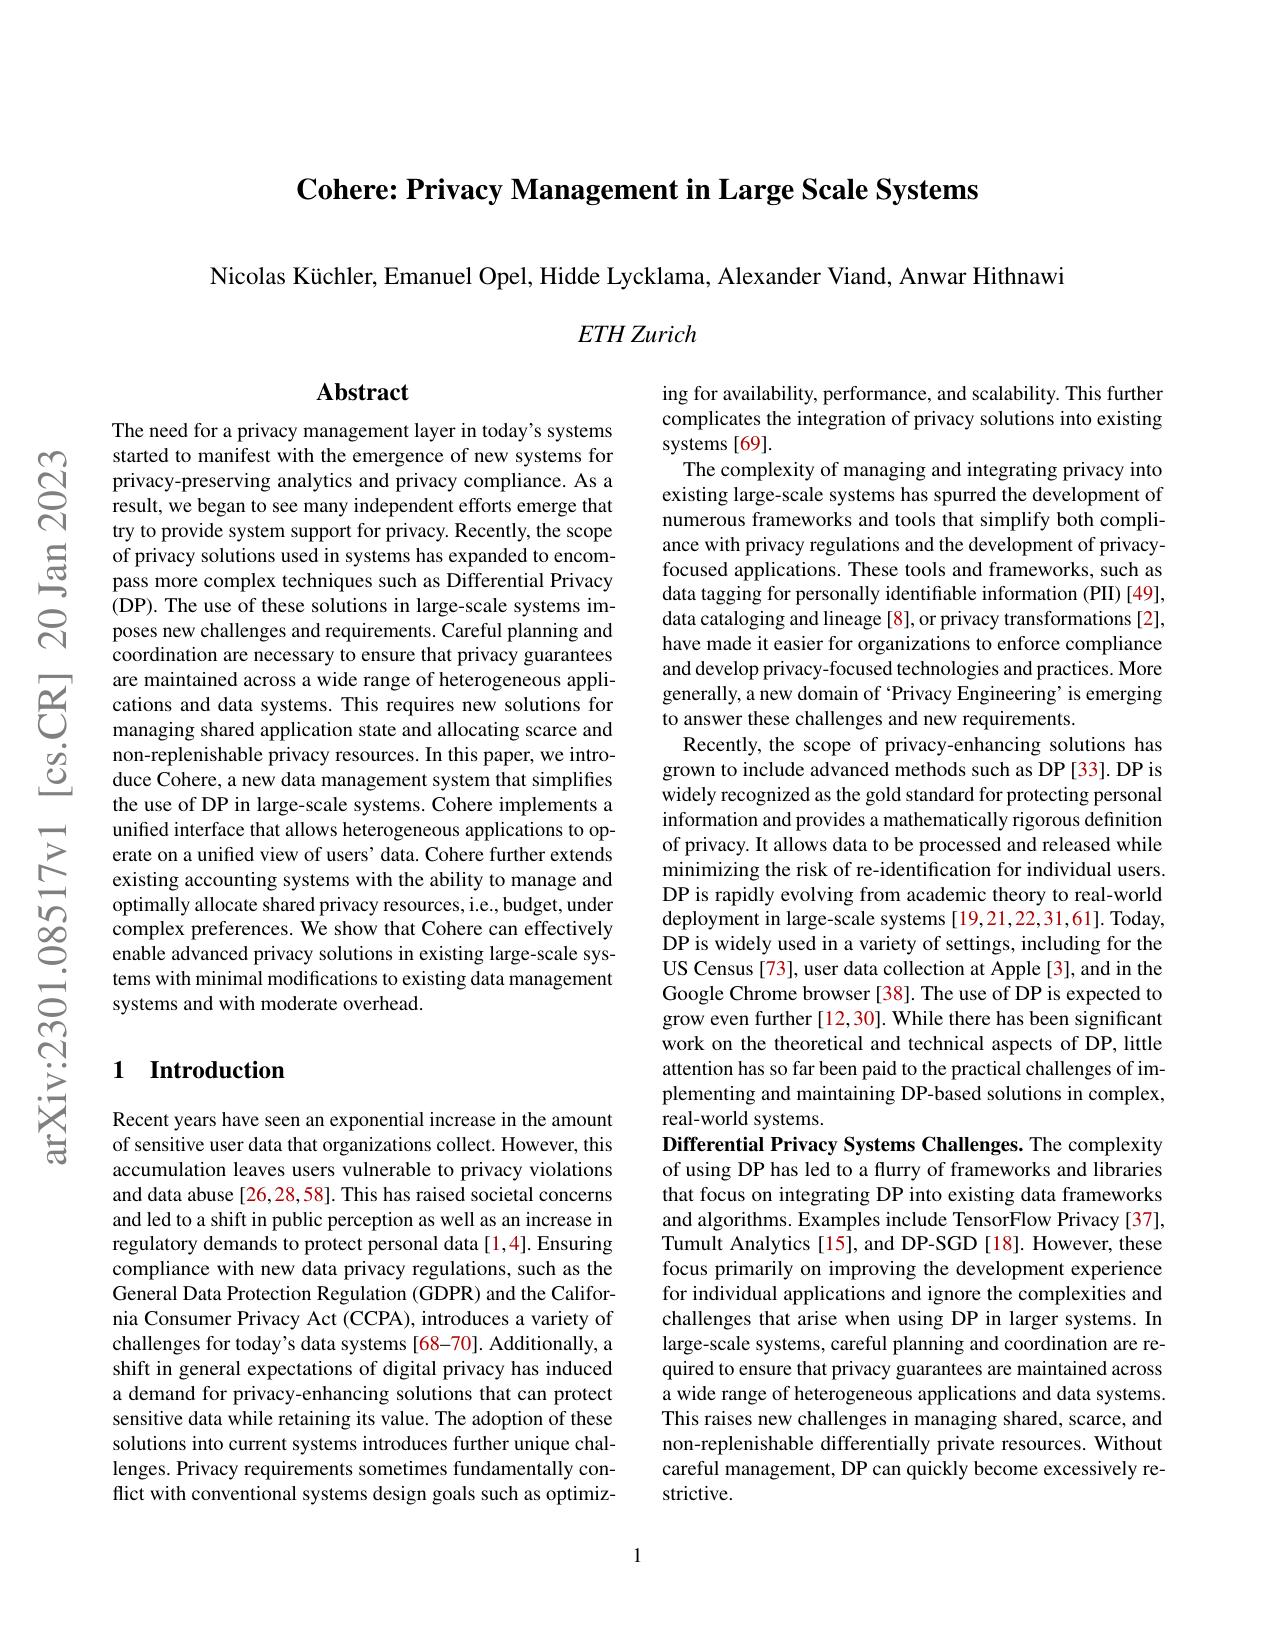 Cohere: Privacy Management in Large Scale Systems
Nicolas Küchler, Emanuel Opel, Hidde Lycklama, Alexander Viand, Anwar Hithnawi
ETH Zurich
Abstract
The need for a privacy management layer in today's systems
started to manifest with the emergence of new systems for
privacy-preserving analytics and privacy compliance. As a
result, we began to see many independent efforts emerge that
try to provide system support for privacy. Recently, the scope
of privacy solutions used in systems has expanded to encom-
pass more complex techniques such as Differential Privacy
(DP). The use of these solutions in large-scale systems im-
poses new challenges and requirements. Careful planning and
coordination are necessary to ensure that privacy guarantees
are maintained across a wide range of heterogeneous appli-
cations and data systems. This requires new solutions for
managing shared application state and allocating scarce and
non-replenishable privacy resources. In this paper, we intro-
duce Cohere, a new data management system that simplifies
the use of DP in large-scale systems. Cohere implements a
unified interface that allows heterogeneous applications to op-
erate on a unified view of users' data. Cohere further extends
existing accounting systems with the ability to manage and
optimally allocate shared privacy resources, i.e., budget, under
complex preferences. We show that Cohere can effectively
enable advanced privacy solutions in existing large-scale sys-
tems with minimal modifications to existing data management
systems and with moderate overhead.
1 Introduction
Recent years have seen an exponential increase in the amount
of sensitive user data that organizations collect. However, this
accumulation leaves users vulnerable to privacy violations
and data abuse [26, 28, 58]. This has raised societal concerns
and led to a shift in public perception as well as an increase in
regulatory demands to protect personal data [1, 4]. Ensuring
compliance with new data privacy regulations, such as the
General Data Protection Regulation (GDPR) and the Califor-
nia Consumer Privacy Act (CCPA), introduces a variety of
challenges for today's data systems [68–70]. Additionally, a
shift in general expectations of digital privacy has induced
a demand for privacy-enhancing solutions that can protect
sensitive data while retaining its value. The adoption of these
solutions into current systems introduces further unique chal-
lenges. Privacy requirements sometimes fundamentally con-
flict with conventional systems design goals such as optimiz-
ing for availability, performance, and scalability. This further
complicates the integration of privacy solutions into existing
systems [69].
The complexity of managing and integrating privacy into
existing large-scale systems has spurred the development of
numerous frameworks and tools that simplify both compli-
ance with privacy regulations and the development of privacy-
focused applications. These tools and frameworks, such as
data tagging for personally identifiable information (PII) [49],
data cataloging and lineage [8], or privacy transformations [2],
have made it easier for organizations to enforce compliance
and develop privacy-focused technologies and practices. More
generally, a new domain of ‘Privacy Engineering’ is emerging
to answer these challenges and new requirements.
Recently, the scope of privacy-enhancing solutions has
grown to include advanced methods such as DP [33]. DP is
widely recognized as the gold standard for protecting personal
information and provides a mathematically rigorous definition
of privacy. It allows data to be processed and released while
minimizing the risk of re-identification for individual users.
DP is rapidly evolving from academic theory to real-world
deployment in large-scale systems [19, 21, 22, 31, 61]. Today,
DP is widely used in a variety of settings, including for the
US Census [73], user data collection at Apple [3], and in the
Google Chrome browser [38]. The use of DP is expected to
grow even further [12, 30]. While there has been significant
work on the theoretical and technical aspects of DP, little
attention has so far been paid to the practical challenges of im-
plementing and maintaining DP-based solutions in complex,
real-world systems.
Differential Privacy Systems Challenges. The complexity
of using DP has led to a flurry of frameworks and libraries
that focus on integrating DP into existing data frameworks
and algorithms. Examples include TensorFlow Privacy [37],
Tumult Analytics [15], and DP-SGD [18]. However, these
focus primarily on improving the development experience
for individual applications and ignore the complexities and
challenges that arise when using DP in larger systems. In
large-scale systems, careful planning and coordination are re-
quired to ensure that privacy guarantees are maintained across
a wide range of heterogeneous applications and data systems.
This raises new challenges in managing shared, scarce, and
non-replenishable differentially private resources. Without
careful management, DP can quickly become excessively re-
strictive.
1
arXiv:2301.08517v1 [cs.CR] 20 Jan 2023